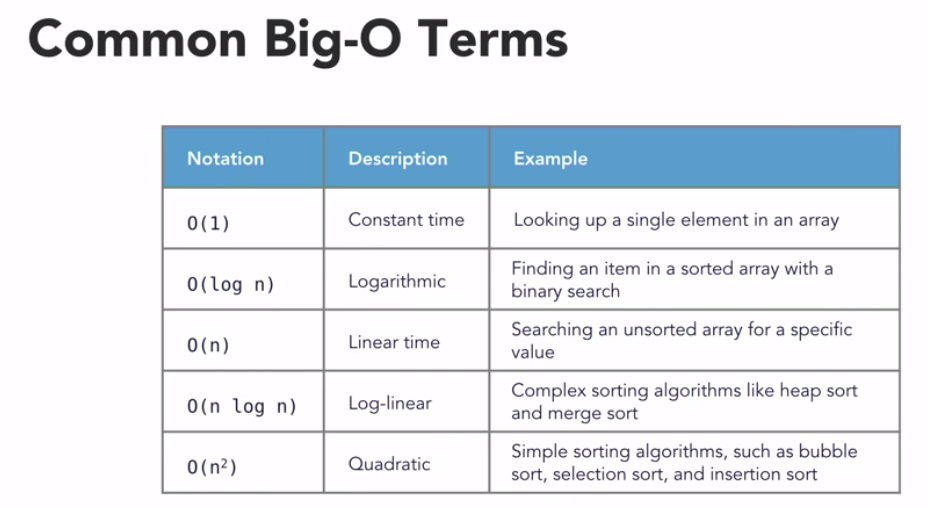 Common Big-O Terms
Notation Description Example
O(1) Constant time Looking up a single element in an array
O(log n) Logarithmic Finding an item in a sorted array with a
binary search
O(n) Linear time Searching an unsorted array for a specific
value
O(n log n) Log-linear Complex sorting algorithms like heap sort
and merge sort
O(n²) Quadratic Simple sorting algorithms, such as bubble
sort, selection sort, and insertion sort